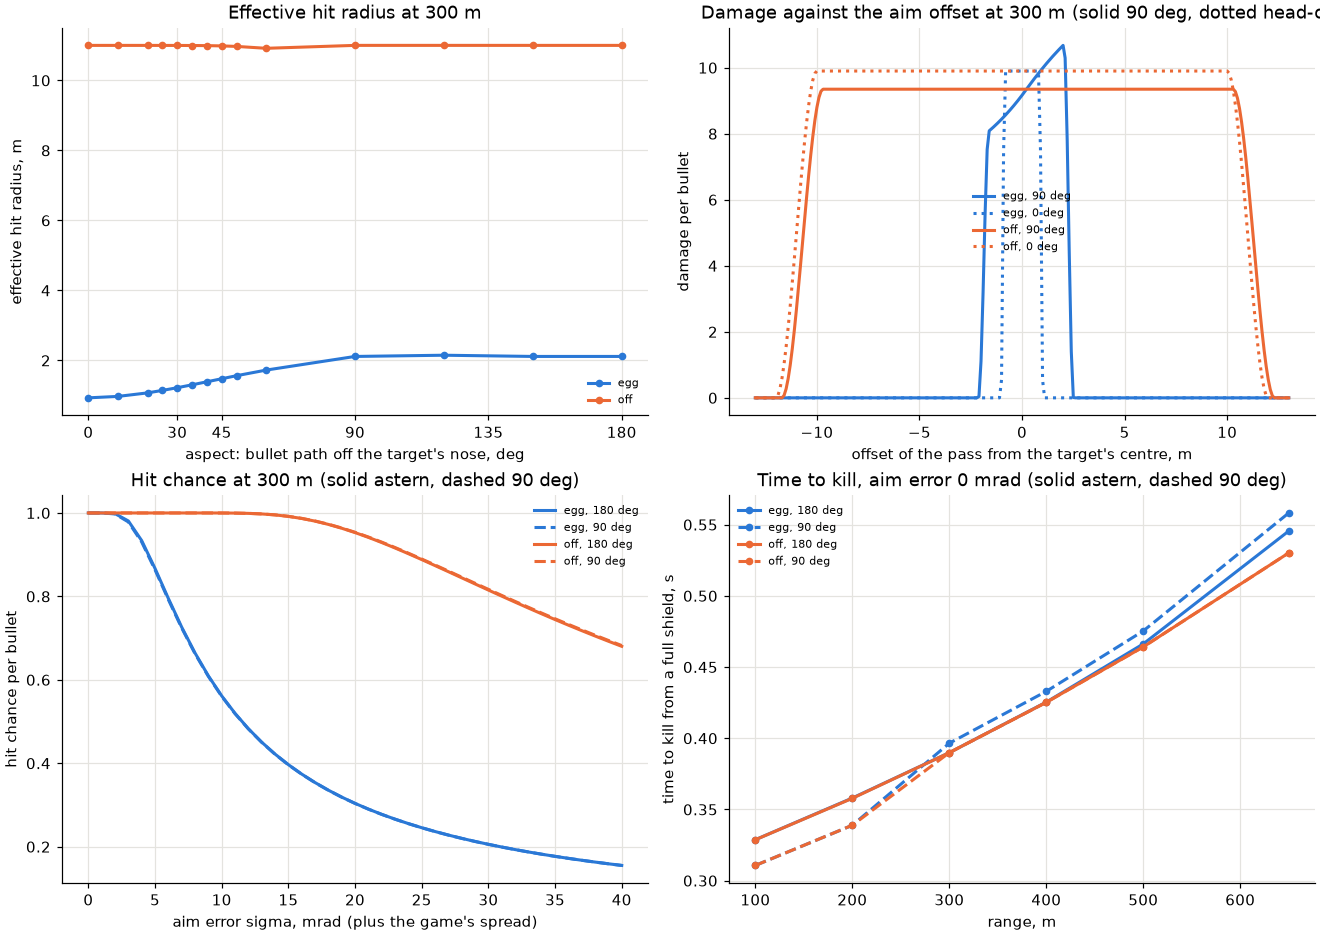 Effective hit radius at 300 m
effective hit radius, m
10
8
6
4
2
0
30
45
90
135
180
egg
off
aspect: bullet path off the target's nose, deg
Damage against the aim offset at 300 m (solid 90 deg, dotted head-o
damage per bullet
10
8
6
4
2
0
−10
−5
0
5
10
egg, 90 deg
egg, 0 deg
off, 90 deg
off, 0 deg
offset of the pass from the target's centre, m
Hit chance at 300 m (solid astern, dashed 90 deg)
hit chance per bullet
1.0
0.8
0.6
0.4
0.2
0
5
10
15
20
25
30
35
40
egg, 180 deg
egg, 90 deg
off, 180 deg
off, 90 deg
aim error sigma, mrad (plus the game's spread)
Time to kill, aim error 0 mrad (solid astern, dashed 90 deg)
time to kill from a full shield, s
0.55
0.50
0.45
0.40
0.35
0.30
100
200
300
400
500
600
egg, 180 deg
egg, 90 deg
off, 180 deg
off, 90 deg
range, m